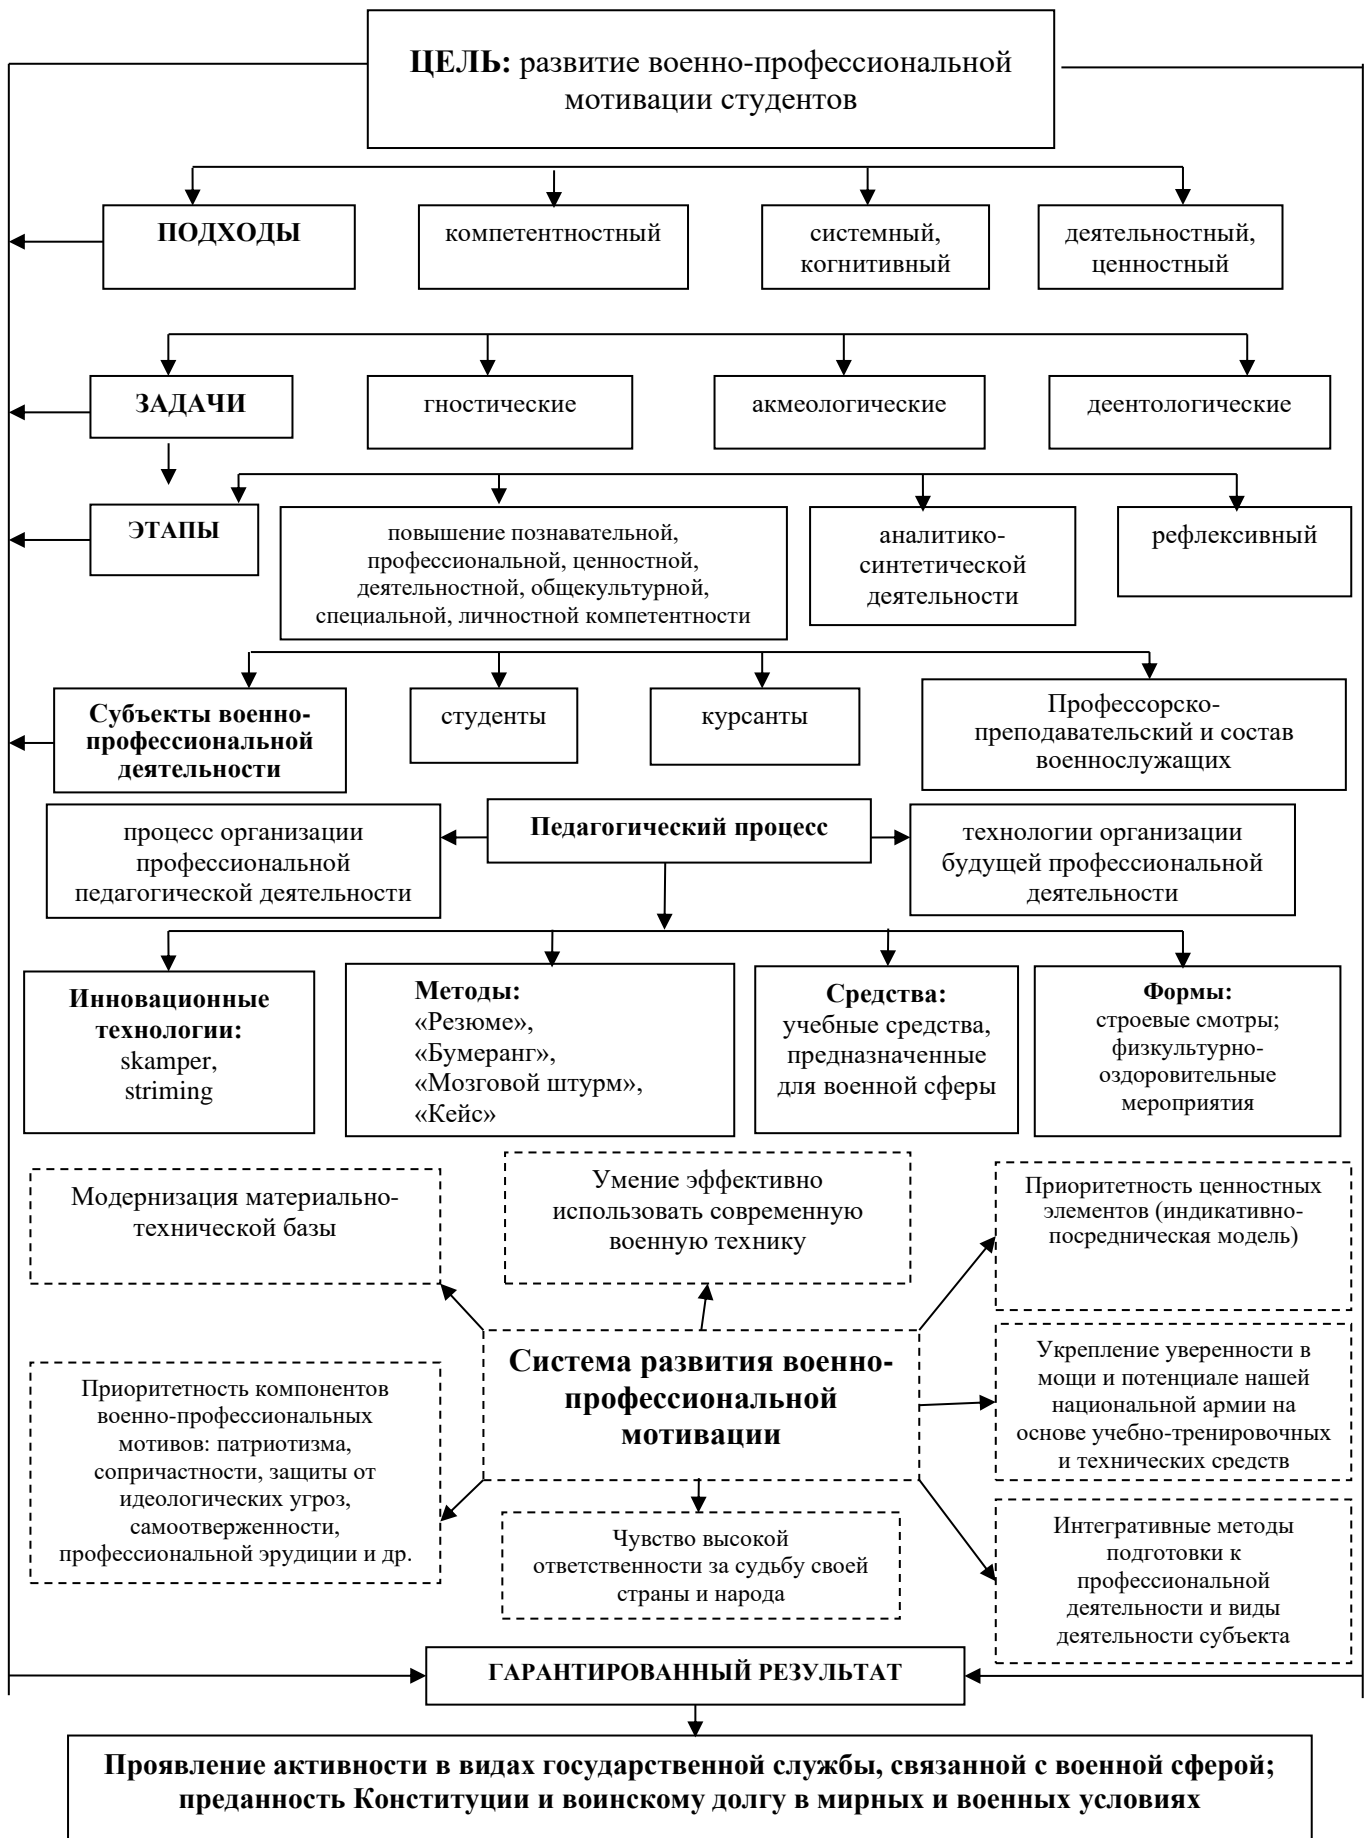 ЦЕЛЬ: развитие военно-профессиональной
мотивации студентов
ПОДХОДЫ
компетентностный
системный,
когнитивный
деятельностный,
ценностный
ЗАДАЧИ
гностические
акмеологические
деентологические
ЭТАПЫ
повышение познавательной,
профессиональной, ценностной,
деятельностной, общекультурной,
специальной, личностной компетентности
аналитико-
синтетической
деятельности
рефлексивный
Субъекты военно-
профессиональной
деятельности
студенты
курсанты
Профессорско-
преподавательский и состав
военнослужащих
процесс организации
профессиональной
педагогической деятельности
Педагогический процесс
технологии организации
будущей профессиональной
деятельности
Инновационные
технологии:
skamper,
striming
Методы:
«Резюме»,
«Бумеранг»,
«Мозговой штурм»,
«Кейс»
Средства:
учебные средства,
предназначенные
для военной сферы
Формы:
строевые смотры;
физкультурно-
оздоровительные
мероприятия
Модернизация материально-
технической базы
Умение эффективно
использовать современную
военную технику
Приоритетность ценностных
элементов (индикативно-
посредническая модель)
Система развития военно-
профессиональной
мотивации
Приоритетность компонентов
военно-профессиональных
мотивов: патриотизма,
сопричастности, защиты от
идеологических угроз,
самоотверженности,
профессиональной эрудиции и др.
Укрепление уверенности в
мощи и потенциале нашей
национальной армии на
основе учебно-тренировочных
и технических средств
Чувство высокой
ответственности за судьбу своей
страны и народа
Интегративные методы
подготовки к
профессиональной
деятельности и виды
деятельности субъекта
ГАРАНТИРОВАННЫЙ РЕЗУЛЬТАТ
Проявление активности в видах государственной службы, связанной с военной сферой;
преданность Конституции и воинскому долгу в мирных и военных условиях